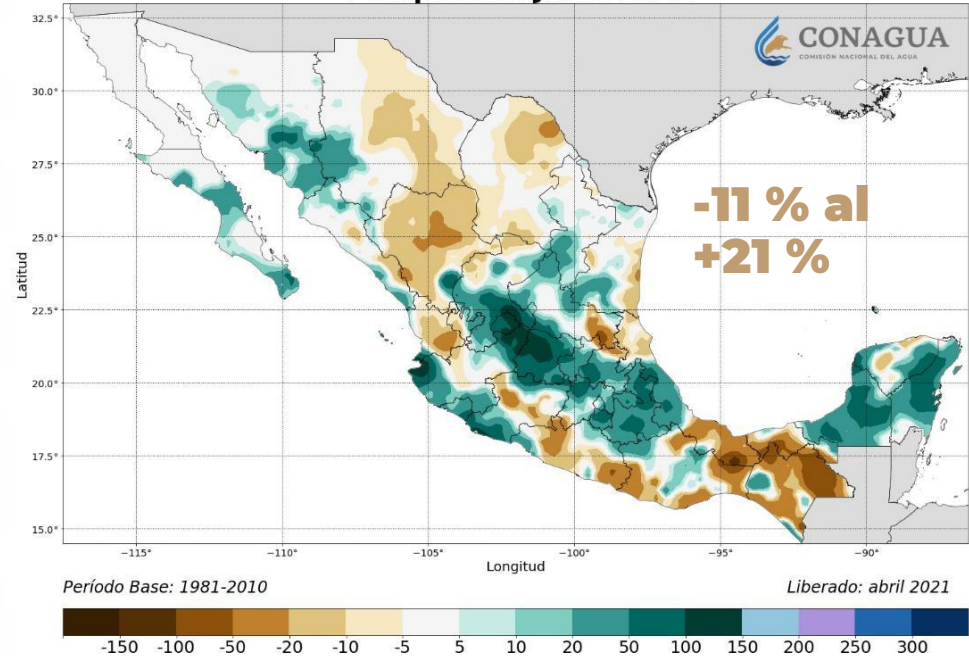 CONAGUA
COMISIÓN NACIONAL DEL AGUA
32.5°
30.0°
27.5°
25.0°
22.5°
20.0°
17.5°
15.0°
Latitud
-11 % al
+21 %
−115° −110° −105° −100° −95° −90°
Longitud
Período Base: 1981-2010 Liberado: abril 2021
-150 -100 -50 -20 -10 -5 5 10 20 50 100 150 200 250 300